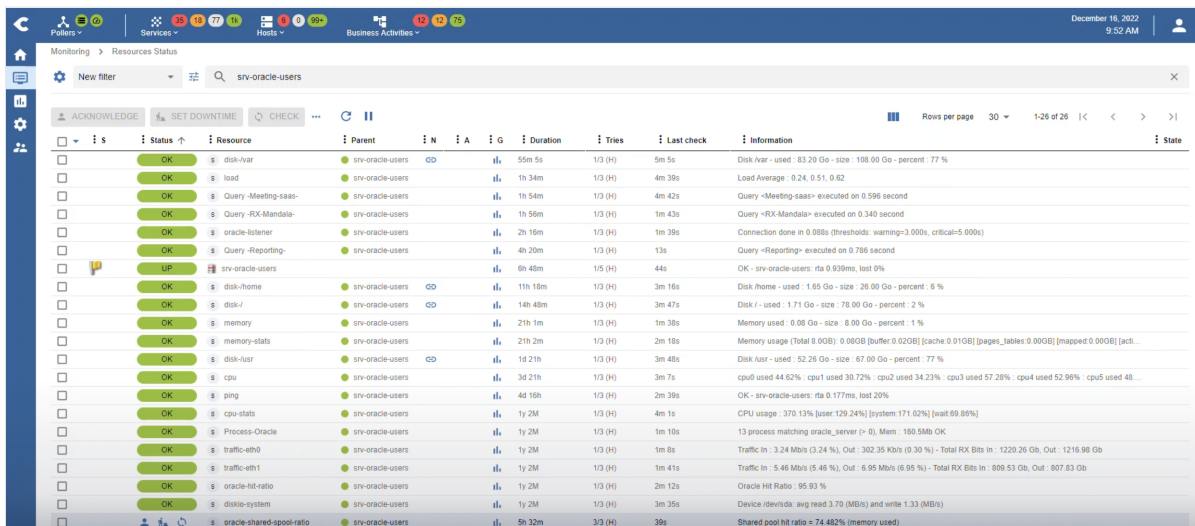 35 18 77 1k 6 0 99+ 12 12 75
Pollers Services Hosts Business Activities
December 16, 2022
9:52 AM
Monitoring > Resources Status
New filter srv-oracle-users
ACKNOWLEDGE SET DOWNTIME CHECK Rows per page 30 1-26 of 26
S Status Resource Parent N A G Duration Tries Last check Information State
OK s disk-/var srv-oracle-users 55m 5s 1/3 (H) 5m 5s Disk /var - used : 83.20 Go - size : 108.00 Go - percent : 77 %
OK s load srv-oracle-users 1h 34m 1/3 (H) 4m 39s Load Average : 0.24, 0.51, 0.62
OK s Query -Meeting-saas- srv-oracle-users 1h 54m 1/3 (H) 4m 42s Query <Meeting-saas> executed on 0.596 second
OK s Query -RX-Mandala- srv-oracle-users 1h 56m 1/3 (H) 1m 43s Query <RX-Mandala> executed on 0.340 second
OK s oracle-listener srv-oracle-users 2h 16m 1/3 (H) 1m 39s Connection done in 0.088s (thresholds: warning=3.000s, critical=5.000s)
OK s Query -Reporting- srv-oracle-users 4h 20m 1/3 (H) 13s Query <Reporting> executed on 0.786 second
UP srv-oracle-users 6h 48m 1/5 (H) 44s OK - srv-oracle-users: rta 0.939ms, lost 0%
OK s disk-/home srv-oracle-users 11h 18m 1/3 (H) 3m 16s Disk /home - used : 1.65 Go - size : 26.00 Go - percent : 6 %
OK s disk-/ srv-oracle-users 14h 48m 1/3 (H) 3m 47s Disk / - used : 1.71 Go - size : 78.00 Go - percent : 2 %
OK s memory srv-oracle-users 21h 1m 1/3 (H) 1m 38s Memory used : 0.08 Go - size : 8.00 Go - percent : 1 %
OK s memory-stats srv-oracle-users 21h 2m 1/3 (H) 2m 18s Memory usage (Total 8.0GB): 0.08GB [buffer:0.02GB] [cache:0.01GB] [pages_tables:0.00GB] [mapped:0.00GB] [acti...
OK s disk-/usr srv-oracle-users 1d 21h 1/3 (H) 3m 48s Disk /usr - used : 52.26 Go - size : 67.00 Go - percent : 77 %
OK s cpu srv-oracle-users 3d 21h 1/3 (H) 3m 7s cpu0 used 44.62% : cpu1 used 30.72% : cpu2 used 34.23% : cpu3 used 57.28% : cpu4 used 52.96% : cpu5 used 48....
OK s ping srv-oracle-users 4d 16h 1/3 (H) 2m 39s OK - srv-oracle-users: rta 0.177ms, lost 20%
OK s cpu-stats srv-oracle-users 1y 2M 1/3 (H) 4m 1s CPU usage : 370.13% [user:129.24%] [system:171.02%] [wait:69.86%]
OK s Process-Oracle srv-oracle-users 1y 2M 1/3 (H) 1m 10s 13 process matching oracle_server (> 0), Mem : 160.5Mb OK
OK s traffic-eth0 srv-oracle-users 1y 2M 1/3 (H) 1m 8s Traffic In : 3.24 Mb/s (3.24 %), Out : 302.35 Kb/s (0.30 %) - Total RX Bits In : 1220.26 Gb, Out : 1216.98 Gb
OK s traffic-eth1 srv-oracle-users 1y 2M 1/3 (H) 1m 41s Traffic In : 5.46 Mb/s (5.46 %), Out : 6.95 Mb/s (6.95 %) - Total RX Bits In : 809.53 Gb, Out : 807.83 Gb
OK s oracle-hit-ratio srv-oracle-users 1y 2M 1/3 (H) 2m 12s Oracle Hit Ratio : 95.93 %
OK s diskio-system srv-oracle-users 1y 2M 1/3 (H) 3m 35s Device /dev/sda: avg read 3.70 (MB/s) and write 1.33 (MB/s)
s oracle-shared-spool-ratio srv-oracle-users 5h 32m 3/3 (H) 39s Shared pool hit ratio = 74.482% (memory used)